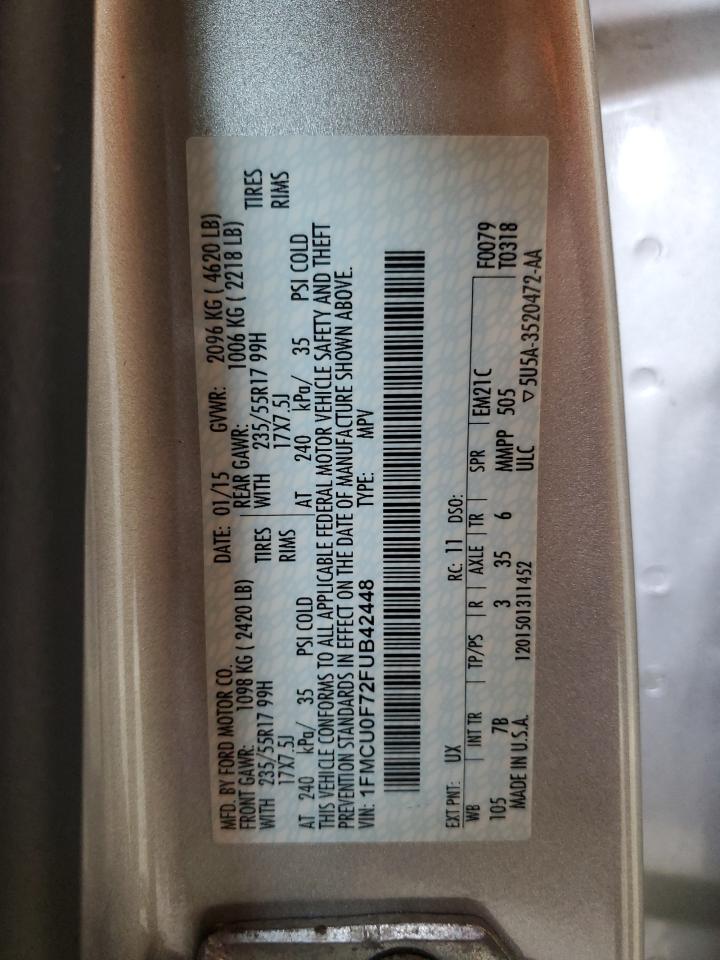 MFD. BY FORD MOTOR CO. DATE: 01/15 GVWR: 2096 KG ( 4620 LB)
FRONT GAWR: 1098 KG ( 2420 LB) REAR GAWR: 1006 KG ( 2218 LB)
WITH 235/55R17 99H TIRES WITH 235/55R17 99H TIRES
17X7.5J RIMS 17X7.5J RIMS
AT 240 kPa/ 35 PSI COLD AT 240 kPa/ 35 PSI COLD
THIS VEHICLE CONFORMS TO ALL APPLICABLE FEDERAL MOTOR VEHICLE SAFETY AND THEFT
PREVENTION STANDARDS IN EFFECT ON THE DATE OF MANUFACTURE SHOWN ABOVE.
VIN: 1FMCU0F72FUB42448 TYPE: MPV
EXT PNT: UX RC: 11 DSO: F0079
WB INT TR TP/PS R AXLE TR SPR EM21C T0318
105 7B 3 35 6 MMPP 505
MADE IN U.S.A. 1201501311452 ULC ▽5U5A-3520472-AA